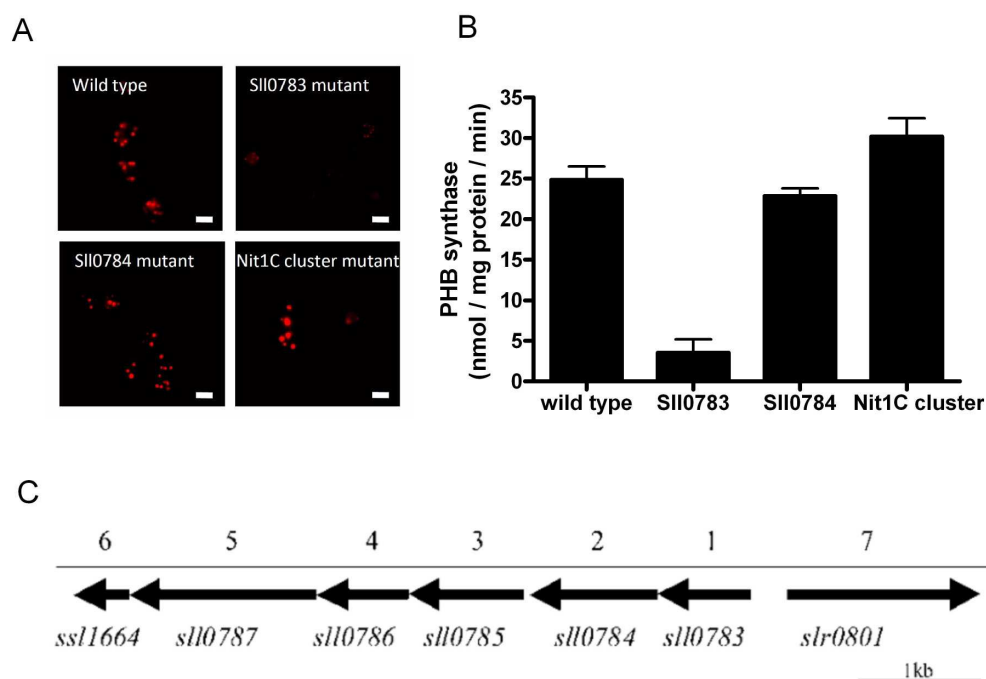 A
Wild type
Sll0783 mutant
Sll0784 mutant
Nit1C cluster mutant
B
PHB synthase
(nmol / mg protein / min)
35
30
25
20
15
10
5
0
wild type
Sll0783
Sll0784
Nit1C cluster
C
6 5 4 3 2 1 7
ssl1664 sll0787 sll0786 sll0785 sll0784 sll0783 slr0801
1kb